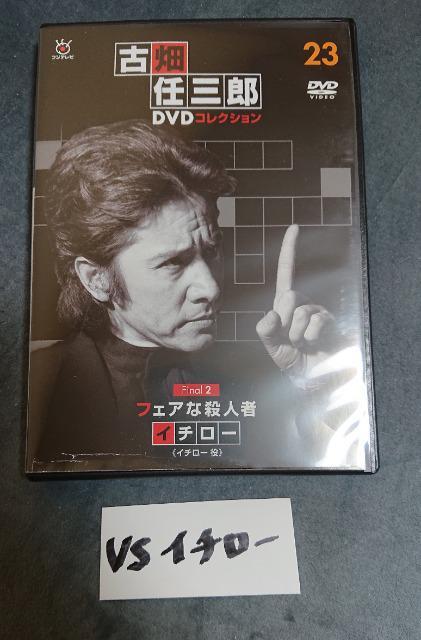 フジテレビ
23
古畑
任三郎
DVDコレクション
DVD
VIDEO
Final 2
フェアな殺人者
イチロー
《イチロー 役》
VS イチロー